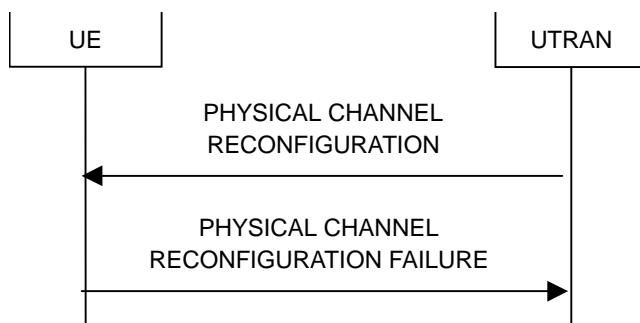 UE
UTRAN
PHYSICAL CHANNEL
RECONFIGURATION
PHYSICAL CHANNEL
RECONFIGURATION FAILURE